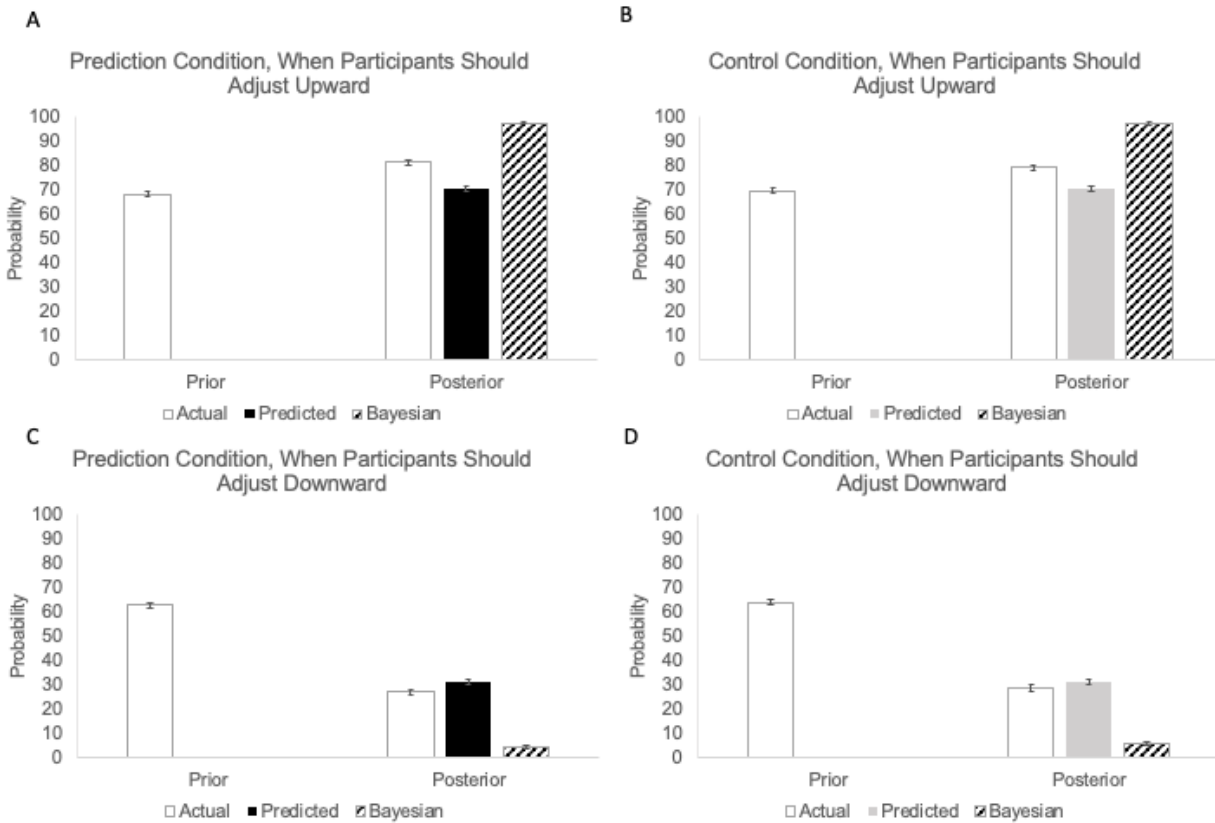 A
Prediction Condition, When Participants Should
Adjust Upward
Probability
100
90
80
70
60
50
40
30
20
10
0
Prior
Posterior
Actual
Predicted
Bayesian
B
Control Condition, When Participants Should
Adjust Upward
Probability
100
90
80
70
60
50
40
30
20
10
0
Prior
Posterior
Actual
Predicted
Bayesian
C
Prediction Condition, When Participants Should
Adjust Downward
Probability
100
90
80
70
60
50
40
30
20
10
0
Prior
Posterior
Actual
Predicted
Bayesian
D
Control Condition, When Participants Should
Adjust Downward
Probability
100
90
80
70
60
50
40
30
20
10
0
Prior
Posterior
Actual
Predicted
Bayesian